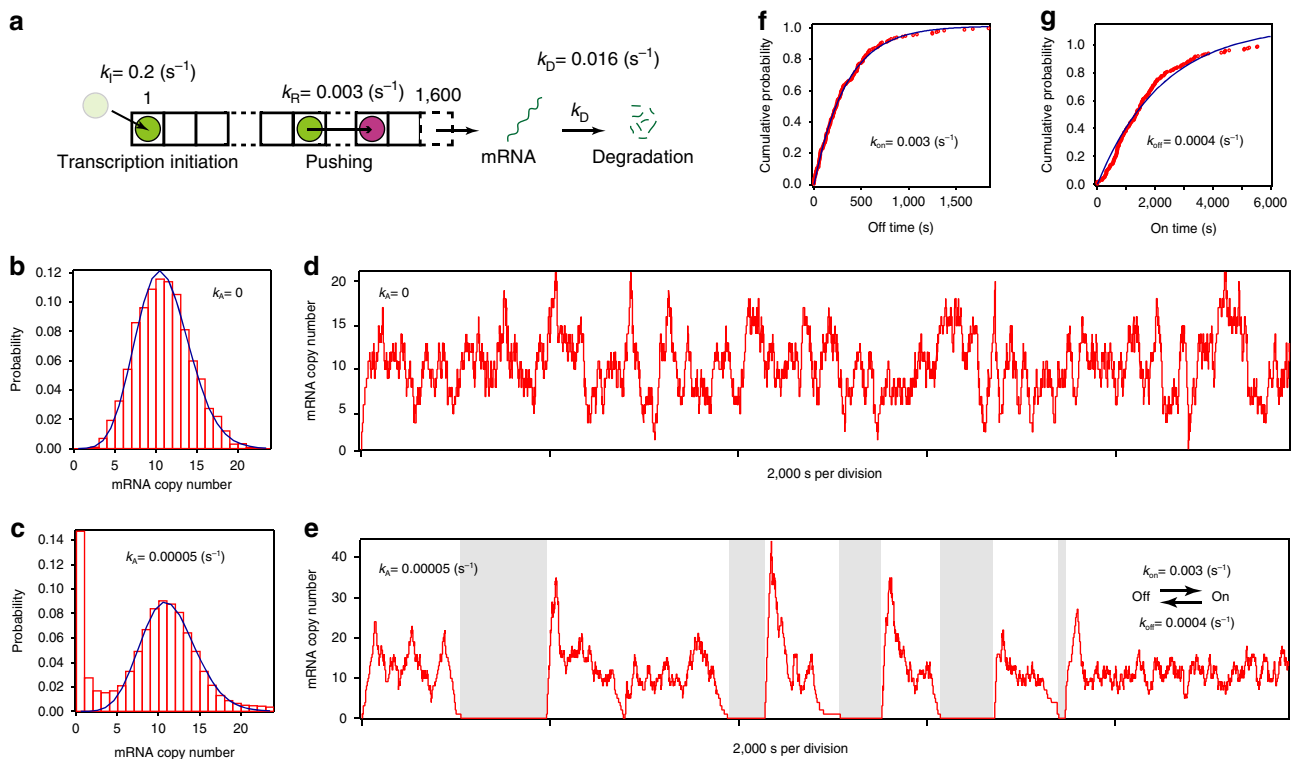 a
k_I= 0.2 (s⁻¹)
1
k_R= 0.003 (s⁻¹)
1,600
k_D= 0.016 (s⁻¹)
k_D
Transcription initiation
Pushing
mRNA
Degradation
f
Cumulative probability
1.0
0.8
0.6
0.4
0.2
0.0
k_on= 0.003 (s⁻¹)
0
500
1,000
1,500
Off time (s)
g
Cumulative probability
1.0
0.8
0.6
0.4
0.2
0.0
k_off= 0.0004 (s⁻¹)
0
2,000
4,000
6,000
On time (s)
b
Probability
0.12
0.10
0.08
0.06
0.04
0.02
0.00
k_A= 0
0
5
10
15
20
mRNA copy number
d
mRNA copy number
20
15
10
5
0
k_A= 0
2,000 s per division
c
Probability
0.14
0.12
0.10
0.08
0.06
0.04
0.02
0.00
k_A= 0.00005 (s⁻¹)
0
5
10
15
20
mRNA copy number
e
mRNA copy number
40
30
20
10
0
k_A= 0.00005 (s⁻¹)
k_on= 0.003 (s⁻¹)
Off
On
k_off= 0.0004 (s⁻¹)
2,000 s per division